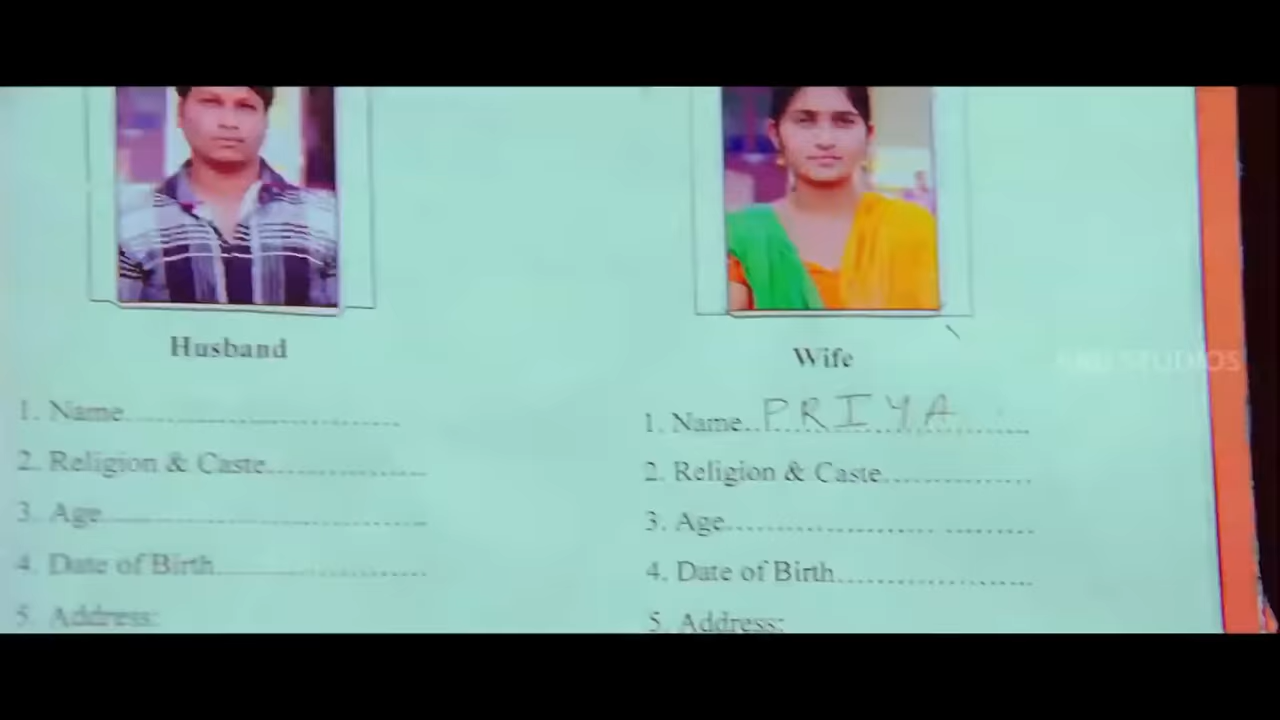 Husband
1. Name........................................
2. Religion & Caste.......................
3. Age................................................
4. Date of Birth..............................
5. Address:
Wife
1. Name..PRIYA.......
2. Religion & Caste......................
3. Age.............................................
4. Date of Birth............................
5. Address:
STUDIOS